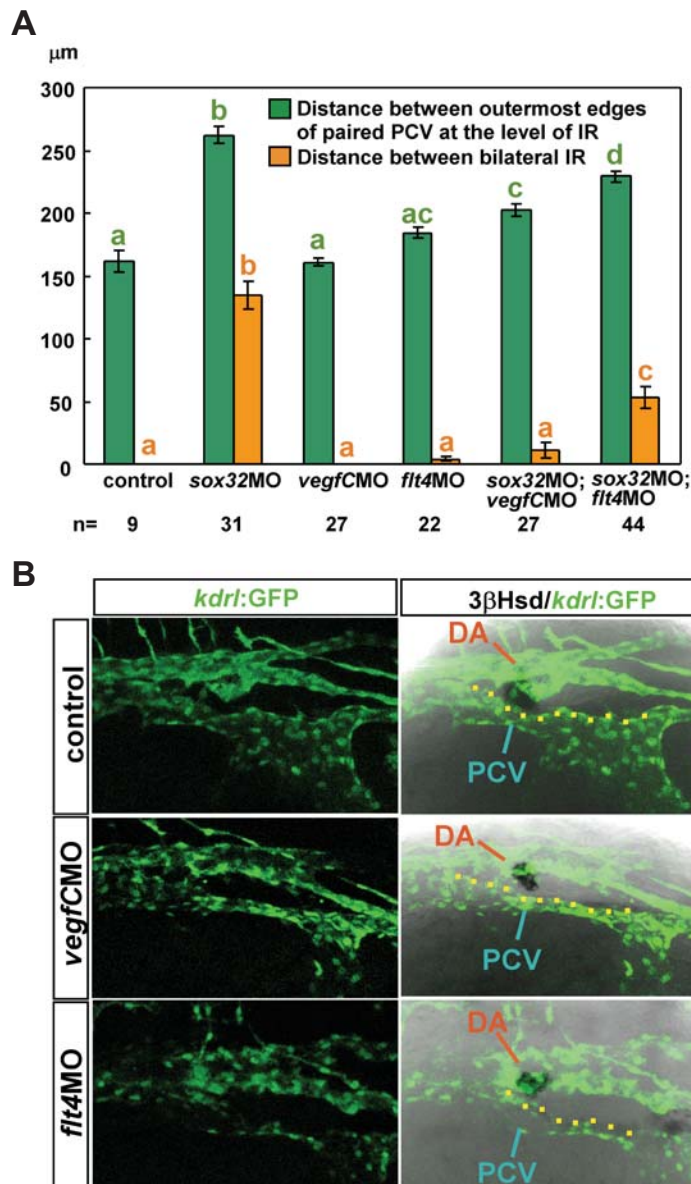 A
μm
300
250
200
150
100
50
0
Distance between outermost edges
of paired PCV at the level of IR
Distance between bilateral IR
a
a
b
b
a
a
ac
a
c
a
d
c
control
sox32MO
vegfCMO
flt4MO
sox32MO;
vegfCMO
sox32MO;
flt4MO
n= 9 31 27 22 27 44
B
kdrl:GFP
3βHsd/kdrl:GFP
control
DA
PCV
vegfCMO
DA
PCV
flt4MO
DA
PCV